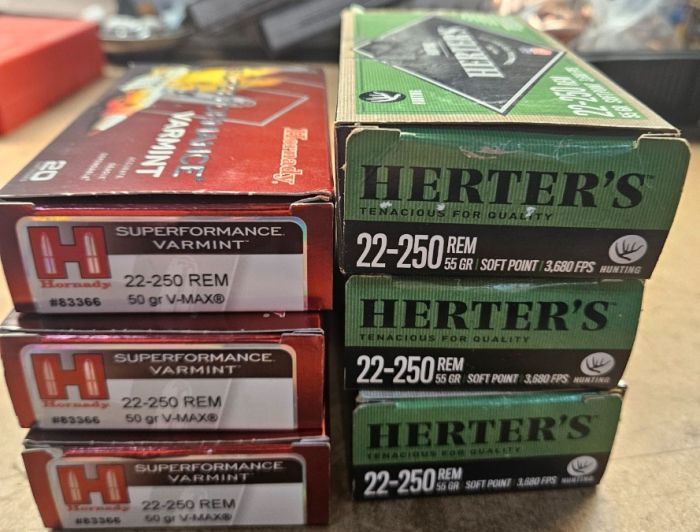 VARMINT
Hornady
20
SUPERFORMANCE
VARMINT
H
Hornady
22-250 REM
#83366
50 gr V-MAX®
SUPERFORMANCE
VARMINT
H
Hornady
22-250 REM
#83366
50 gr V-MAX®
SUPERFORMANCE
VARMINT
H
22-250 REM
#83366
50 gr V-MAX®
HERTER'S
22-250 REM
HERTER'S™
TENACIOUS FOR QUALITY
22-250 REM
55 GR | SOFT POINT | 3,680 FPS
HUNTING
HERTER'S
TENACIOUS FOR QUALITY
22-250 REM
55 GR | SOFT POINT | 3,680 FPS
HUNTING
HERTER'S
TENACIOUS FOR QUALITY
22-250 REM
55 GR | SOFT POINT | 3,680 FPS
HUNTING